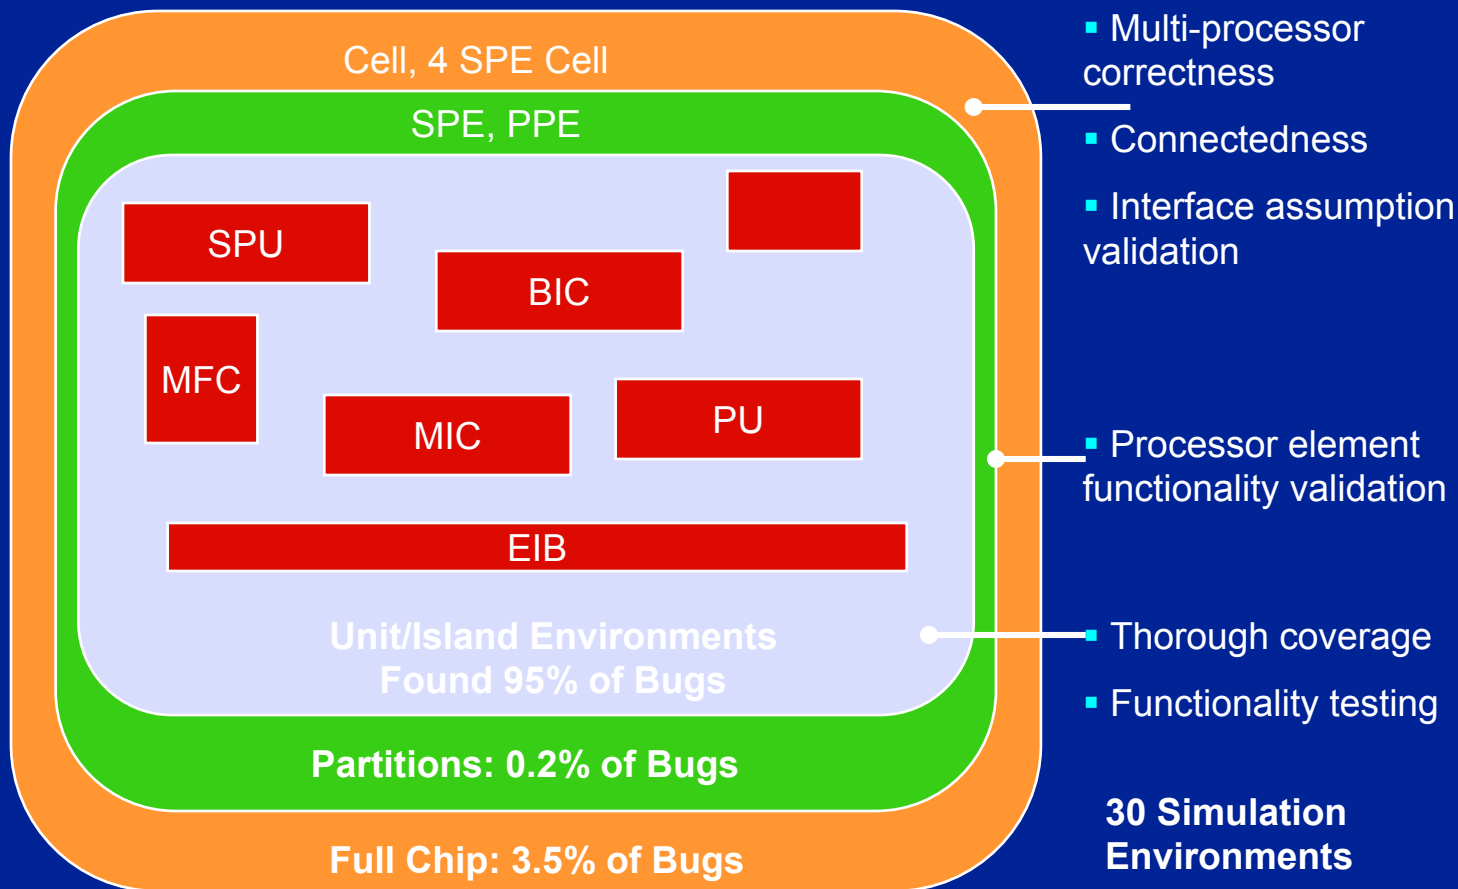 Cell, 4 SPE Cell
SPE, PPE
SPU
BIC
MFC
MIC
PU
EIB
Unit/Island Environments
Found 95% of Bugs
Partitions: 0.2% of Bugs
Full Chip: 3.5% of Bugs
▪ Multi-processor
correctness
▪ Connectedness
▪ Interface assumption
validation
▪ Processor element
functionality validation
▪ Thorough coverage
▪ Functionality testing
30 Simulation
Environments